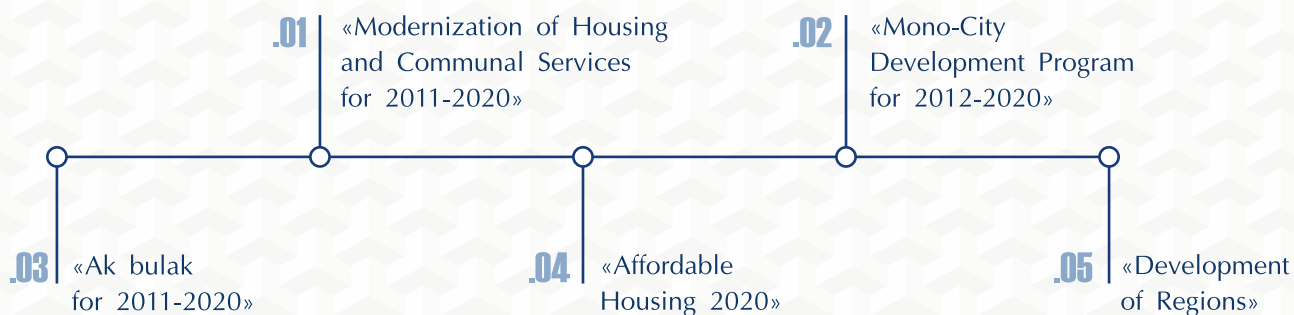 .01
«Modernization of Housing
and Communal Services
for 2011-2020»
.02
«Mono-City
Development Program
for 2012-2020»
.03
«Ak bulak
for 2011-2020»
.04
«Affordable
Housing 2020»
.05
«Development
of Regions»